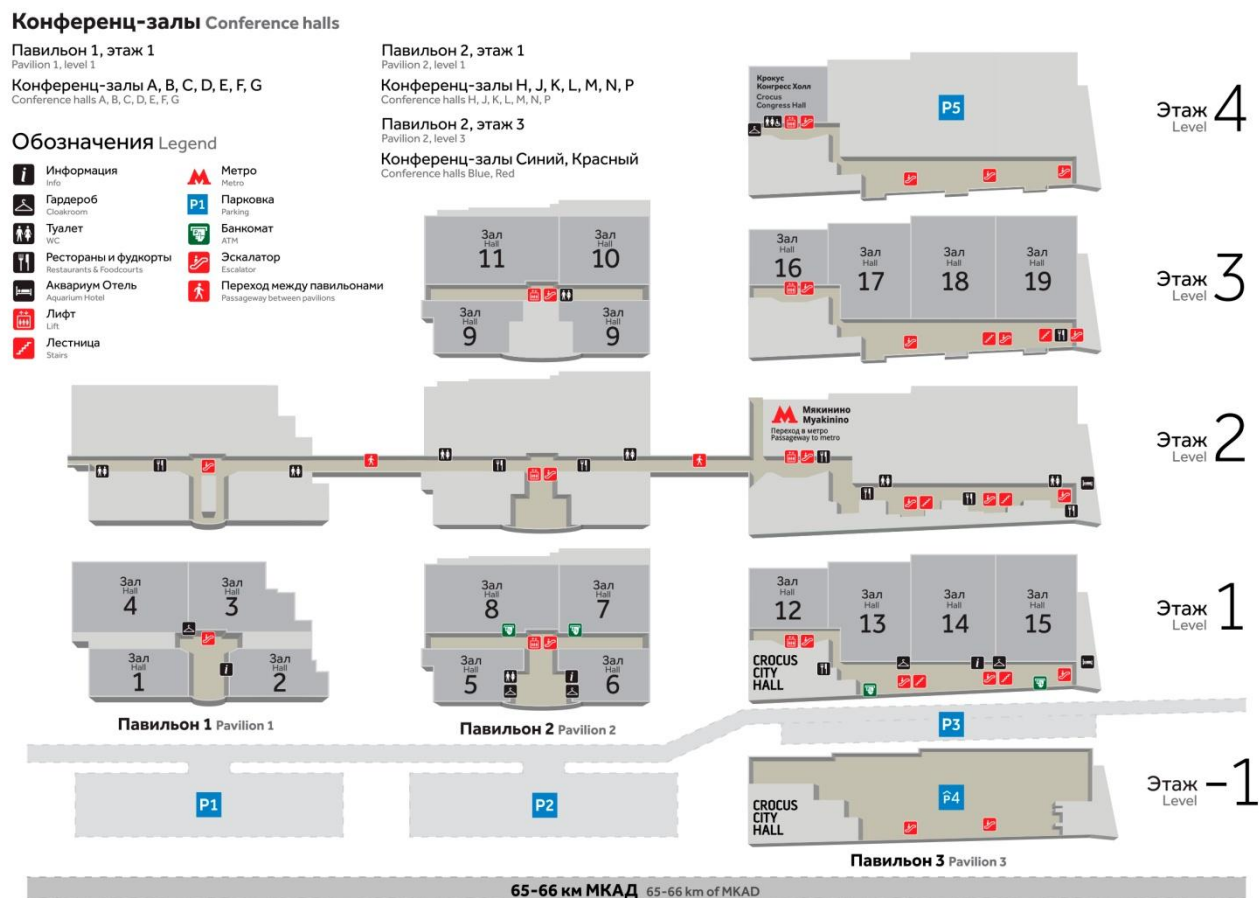 Конференц-залы Conference halls
Павильон 1, этаж 1
Pavilion 1, level 1
Конференц-залы A, B, C, D, E, F, G
Conference halls A, B, C, D, E, F, G
Павильон 2, этаж 1
Pavilion 2, level 1
Конференц-залы H, J, K, L, M, N, P
Conference halls H, J, K, L, M, N, P
Павильон 2, этаж 3
Pavilion 2, level 3
Конференц-залы Синий, Красный
Conference halls Blue, Red
Обозначения Legend
i
Информация
Info
Гардероб
Cloakroom
Туалет
WC
Рестораны и фудкорты
Restaurants & Foodcourts
Аквариум Отель
Aquarium Hotel
Лифт
Lift
Лестница
Stairs
М
Метро
Metro
P1
Парковка
Parking
Банкомат
ATM
Эскалатор
Escalator
Переход между павильонами
Passageway between pavilions
Крокус
Конгресс Холл
Crocus
Congress Hall
P5
Этаж 4
Level
Зал
Hall
11
Зал
Hall
10
Зал
Hall
9
Зал
Hall
9
Зал
Hall
16
Зал
Hall
17
Зал
Hall
18
Зал
Hall
19
Этаж 3
Level
М
Мякинино
Myakinino
Переход в метро
Passageway to metro
Этаж 2
Level
Зал
Hall
4
Зал
Hall
3
Зал
Hall
1
i
Зал
Hall
2
Зал
Hall
8
Зал
Hall
7
Зал
Hall
5
i
Зал
Hall
6
Зал
Hall
12
Зал
Hall
13
Зал
Hall
14
Зал
Hall
15
i
CROCUS
CITY
HALL
Этаж 1
Level
Павильон 1 Pavilion 1
Павильон 2 Pavilion 2
P3
P1
P2
P4
CROCUS
CITY
HALL
Этаж −1
Level
Павильон 3 Pavilion 3
65-66 км МКАД 65-66 km of MKAD